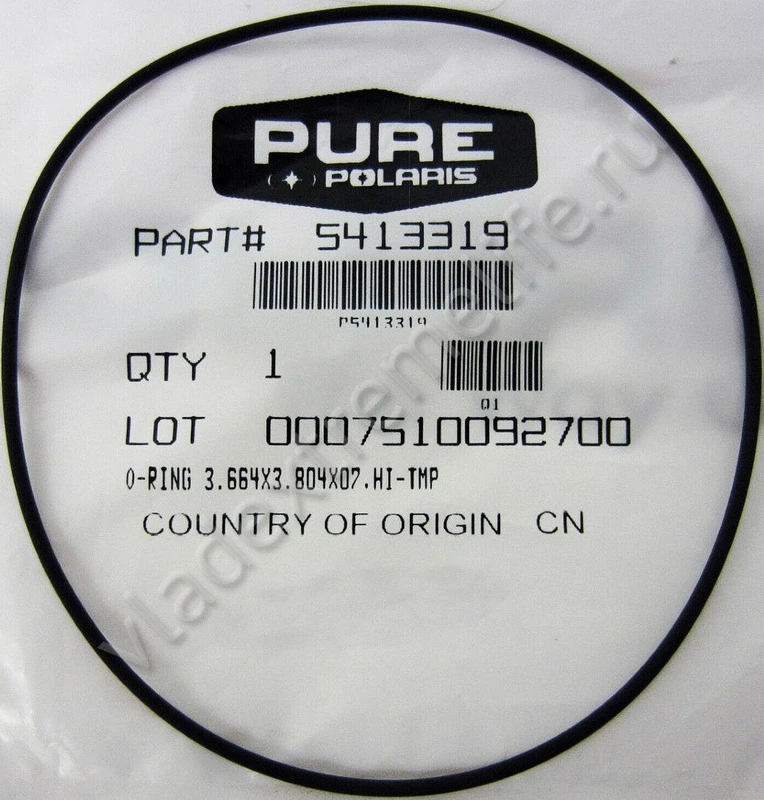 PURE
POLARIS
PART# 5413319
P5413319
QTY 1
01
LOT 0007510092700
O-RING 3.664X3.804X07.HI-TMP
COUNTRY OF ORIGIN CN
vladextremelife.ru